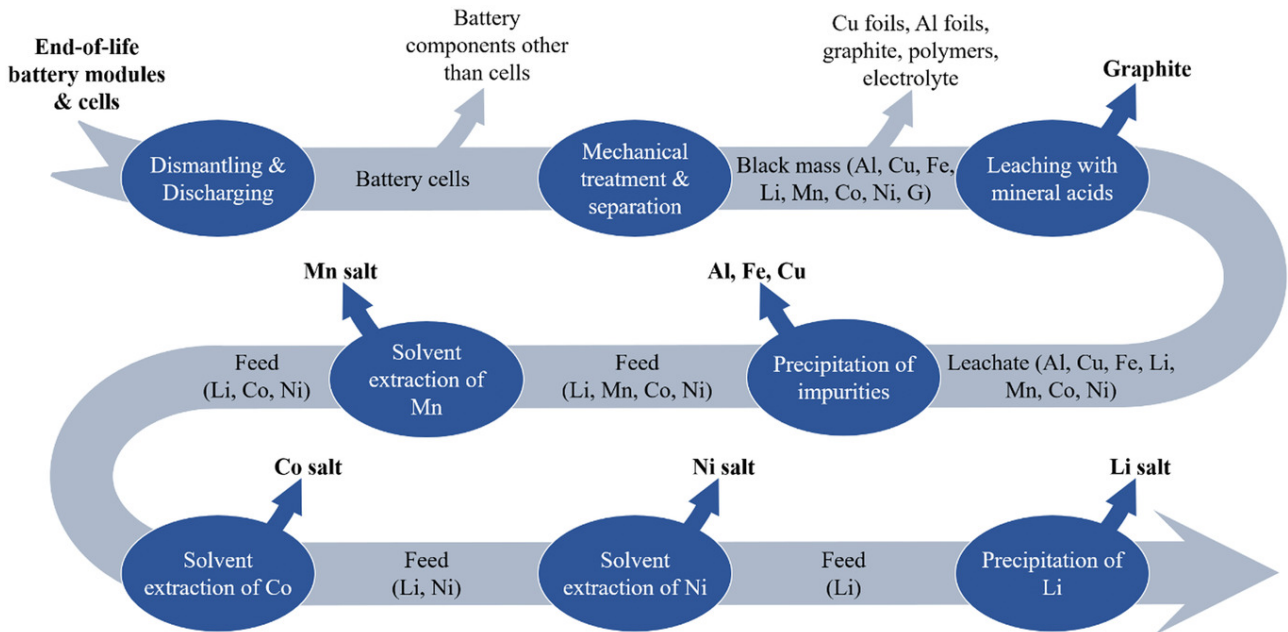 End-of-life
battery modules
& cells
Dismantling &
Discharging
Battery
components other
than cells
Battery cells
Mechanical
treatment &
separation
Cu foils, Al foils,
graphite, polymers,
electrolyte
Black mass (Al, Cu, Fe,
Li, Mn, Co, Ni, G)
Graphite
Leaching with
mineral acids
Leachate (Al, Cu, Fe, Li,
Mn, Co, Ni)
Al, Fe, Cu
Precipitation of
impurities
Feed
(Li, Mn, Co, Ni)
Mn salt
Solvent
extraction of
Mn
Feed
(Li, Co, Ni)
Co salt
Solvent
extraction of Co
Feed
(Li, Ni)
Ni salt
Solvent
extraction of Ni
Feed
(Li)
Li salt
Precipitation of
Li